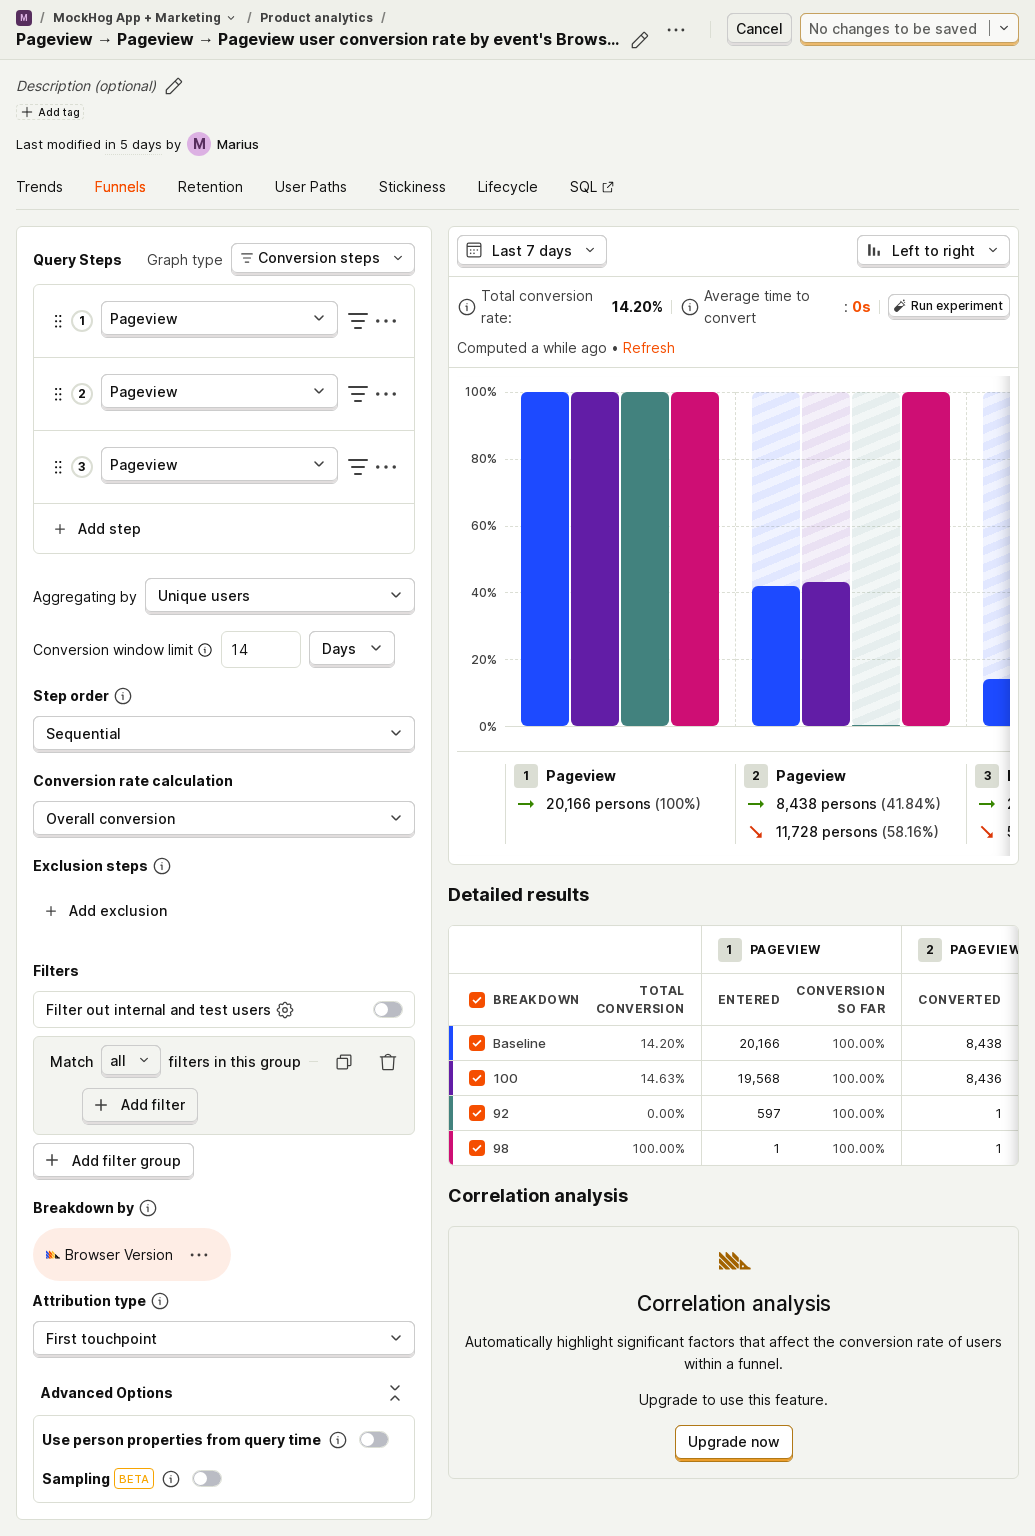 M / MockHog App + Marketing / Product analytics /
Pageview → Pageview → Pageview user conversion rate by event's Brows...
Cancel
No changes to be saved
Description (optional)
Add tag
Last modified in 5 days by M Marius
Trends Funnels Retention User Paths Stickiness Lifecycle SQL
Query Steps Graph type Conversion steps
1 Pageview
2 Pageview
3 Pageview
Add step
Aggregating by Unique users
Conversion window limit 14 Days
Step order
Sequential
Conversion rate calculation
Overall conversion
Exclusion steps
Add exclusion
Filters
Filter out internal and test users
Match all filters in this group
Add filter
Add filter group
Breakdown by
Browser Version
Attribution type
First touchpoint
Advanced Options
Use person properties from query time
Sampling BETA
Last 7 days Left to right
Total conversion rate: 14.20% Average time to convert : 0s Run experiment
Computed a while ago • Refresh
100%
80%
60%
40%
20%
0%
1 Pageview 2 Pageview 3
20,166 persons (100%) 8,438 persons (41.84%)
11,728 persons (58.16%)
Detailed results
1 PAGEVIEW 2 PAGEVIEW
BREAKDOWN TOTAL CONVERSION ENTERED CONVERSION SO FAR CONVERTED
Baseline 14.20% 20,166 100.00% 8,438
100 14.63% 19,568 100.00% 8,436
92 0.00% 597 100.00% 1
98 100.00% 1 100.00% 1
Correlation analysis
Correlation analysis
Automatically highlight significant factors that affect the conversion rate of users
within a funnel.
Upgrade to use this feature.
Upgrade now